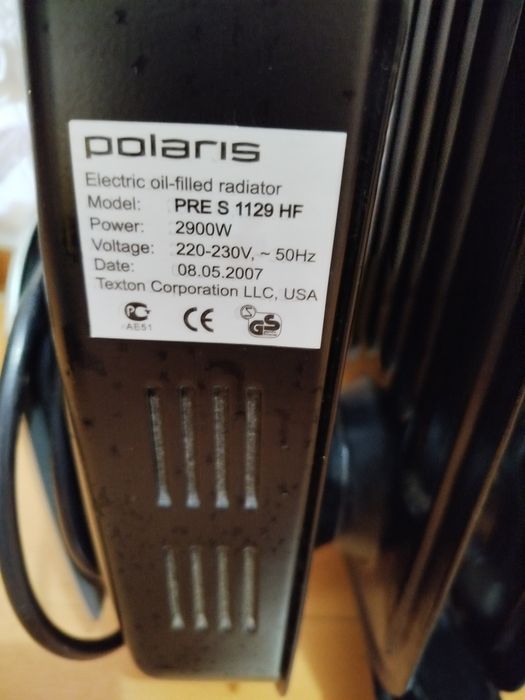 polaris
Electric oil-filled radiator
Model: PRE S 1129 HF
Power: 2900W
Voltage: 220-230V, ~ 50Hz
Date: 08.05.2007
Texton Corporation LLC, USA
PC CE S GS
AE51